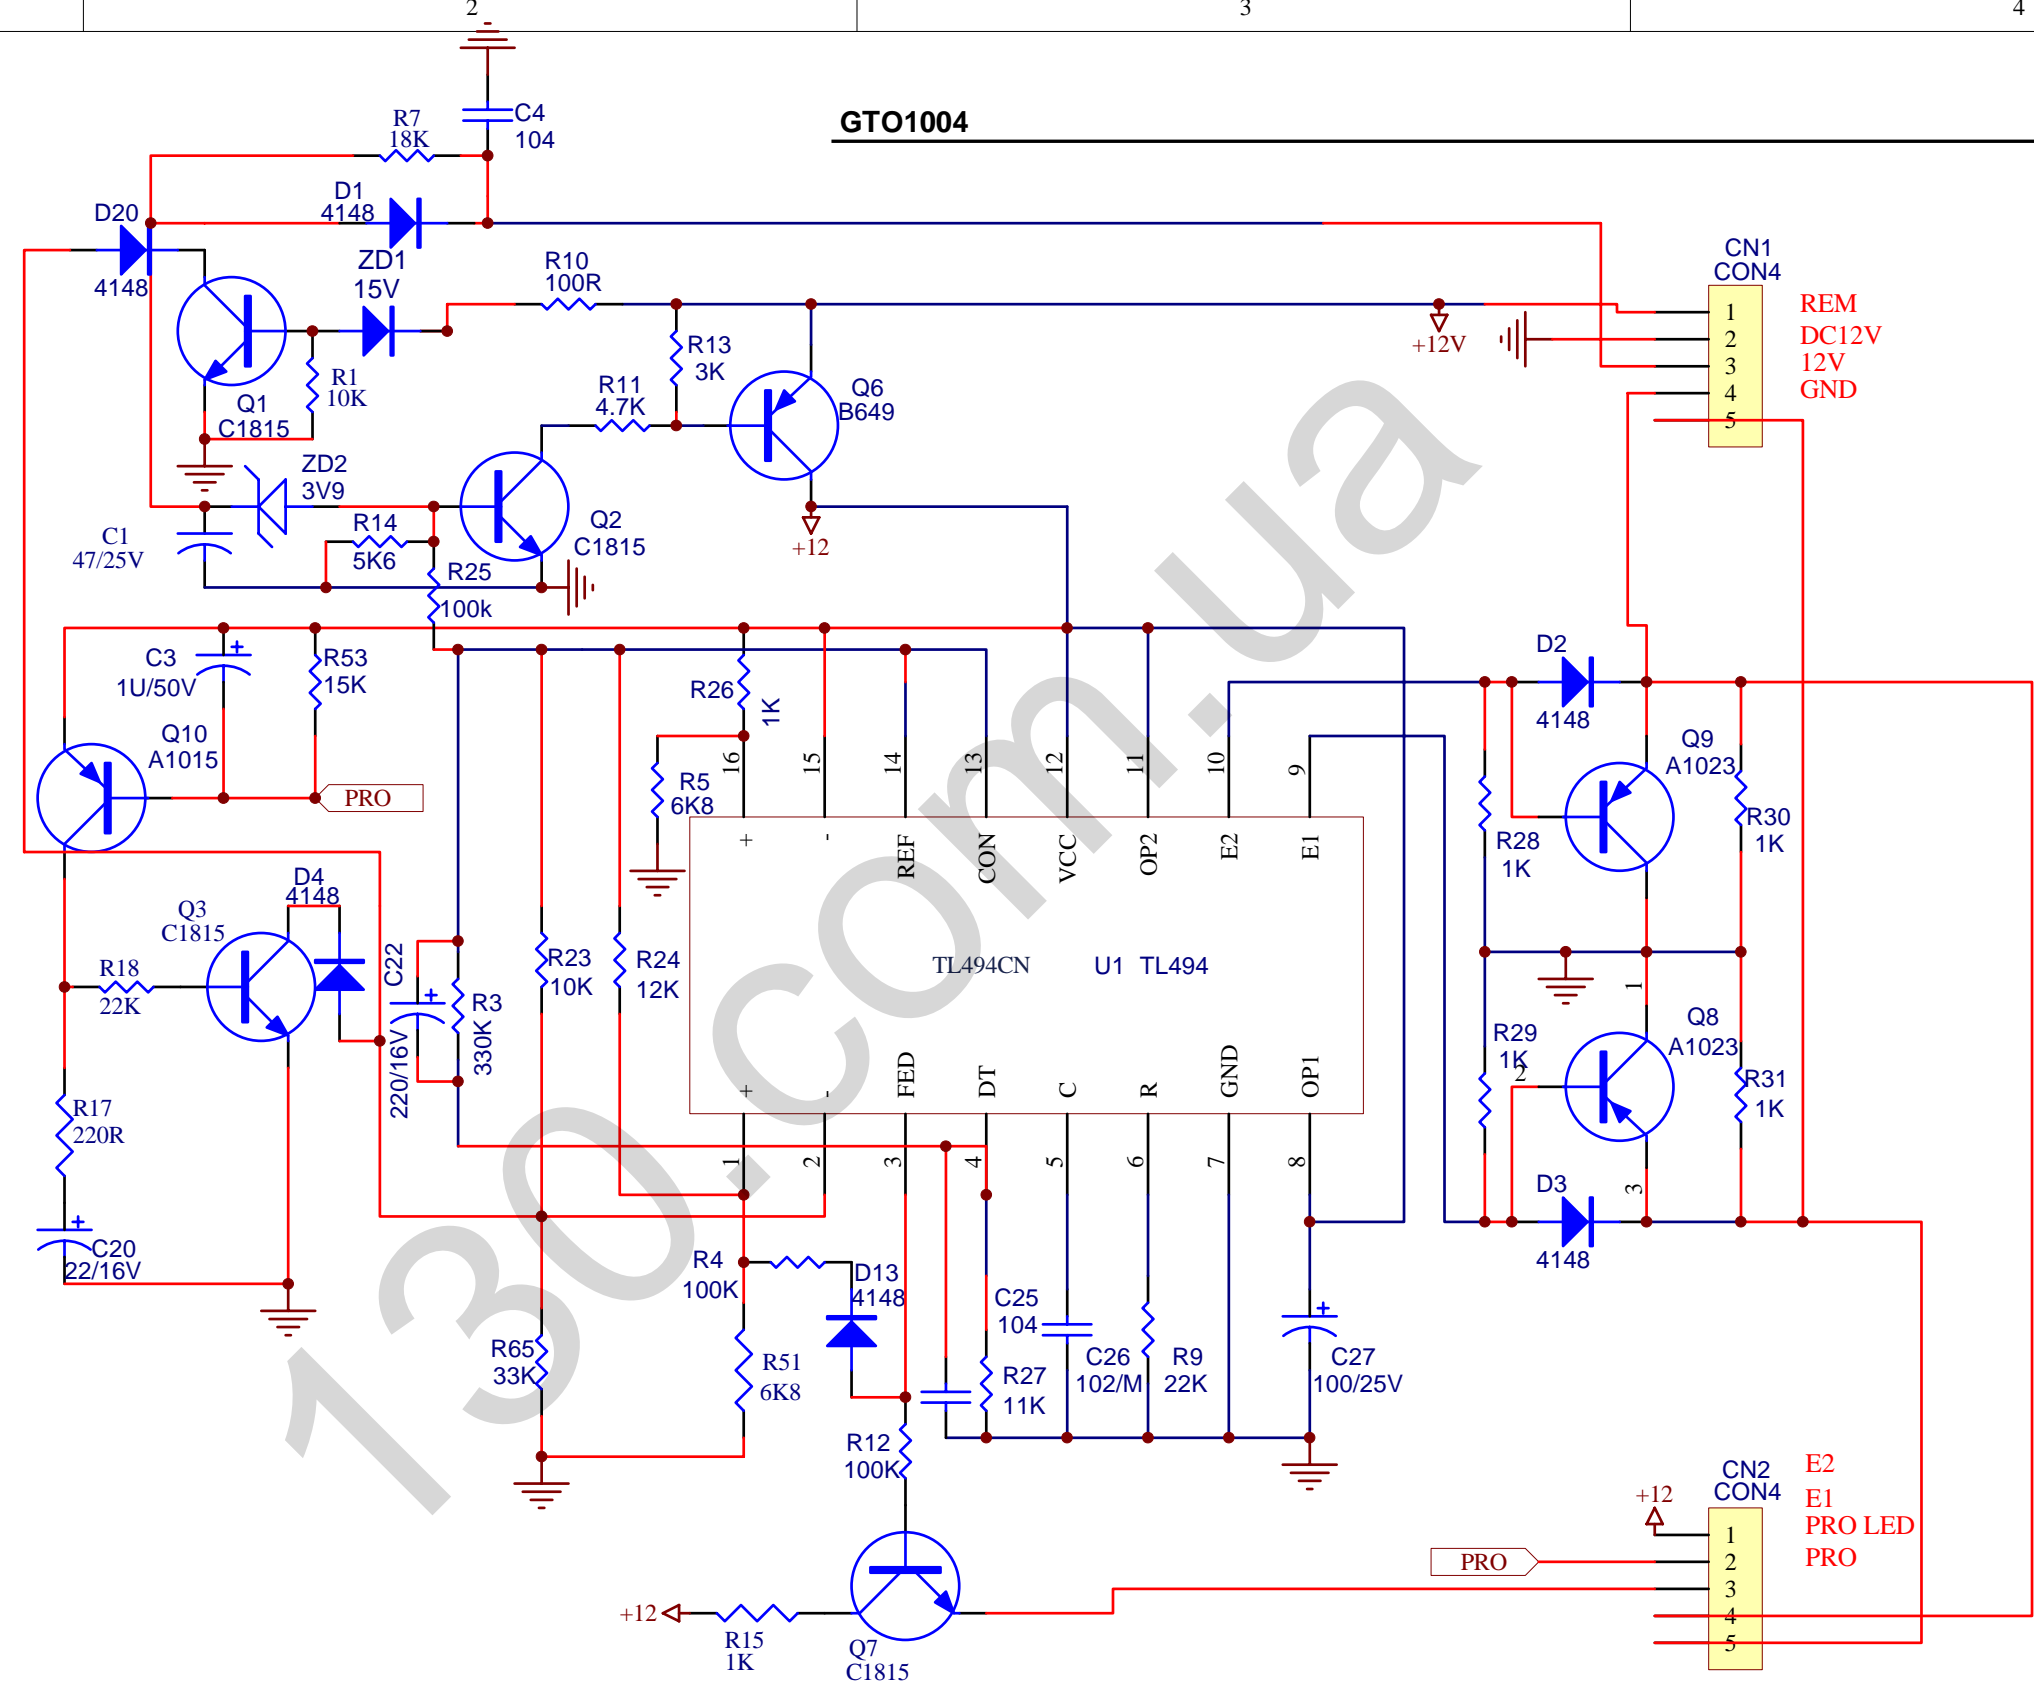 2
3
4
GTO1004
C4
104
R7
18K
D1
4148
D20
4148
ZD1
15V
R10
100R
CN1
CON4
1
2
3
4
5
REM
DC12V
12V
GND
+12V
R13
3K
R11
4.7K
Q6
B649
R1
10K
Q1
C1815
ZD2
3V9
R14
5K6
Q2
C1815
C1
47/25V
+12
R25
100k
C3
1U/50V
R53
15K
R26
1K
D2
4148
Q10
A1015
PRO
R5
6K8
16
15
14
13
12
11
10
9
+
-
REF
CON
VCC
OP2
E2
E1
Q9
A1023
R28
1K
R30
1K
D4
4148
Q3
C1815
R18
22K
C22
220/16V
R3
330K
R23
10K
R24
12K
TL494CN
U1 TL494
1
Q8
A1023
R29
1K
2
R31
1K
3
+
-
FED
DT
C
R
GND
OP1
1
2
3
4
5
6
7
8
R17
220R
C20
22/16V
D3
4148
R4
100K
D13
4148
C25
104
R65
33K
R51
6K8
R27
11K
C26
102/M
R9
22K
C27
100/25V
R12
100K
CN2
CON4
+12
1
2
3
4
5
E2
E1
PRO LED
PRO
PRO
+12
R15
1K
Q7
C1815
130.com.ua